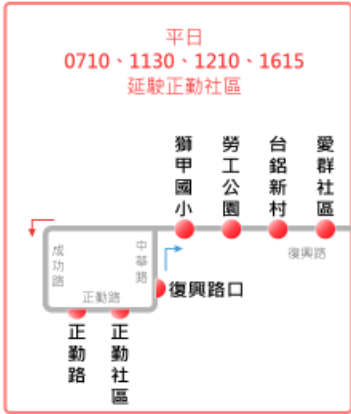 平日
0710、1130、1210、1615
延駛正勤社區
獅甲國小
勞工公園
台鋁新村
愛群社區
復興路
成功路
中華路
正勤路
復興路口
正勤路
正勤社區